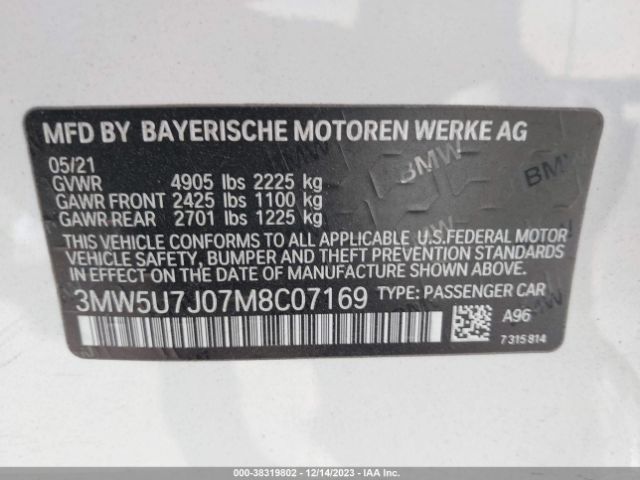 MFD BY BAYERISCHE MOTOREN WERKE AG
05/21
GVWR 4905 lbs 2225 kg
GAWR FRONT 2425 lbs 1100 kg
GAWR REAR 2701 lbs 1225 kg
THIS VEHICLE CONFORMS TO ALL APPLICABLE U.S.FEDERAL MOTOR
VEHICLE SAFETY, BUMPER AND THEFT PREVENTION STANDARDS
IN EFFECT ON THE DATE OF MANUFACTURE SHOWN ABOVE.
3MW5U7J07M8C07169 TYPE: PASSENGER CAR
A96
7 315 814
BMW
BMW
000-38319802 - 12/14/2023 - IAA Inc.